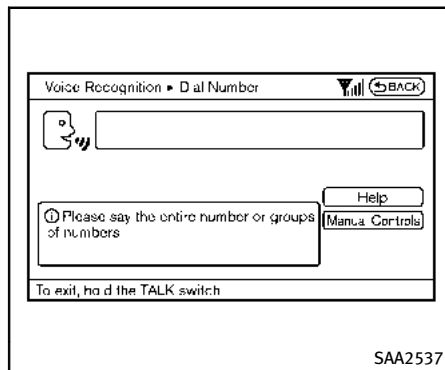 Voice Recognition ▸ Dial Number
BACK
Help
Manual Controls
Please say the entire number or groups
of numbers
To exit, hold the TALK switch
SAA2537